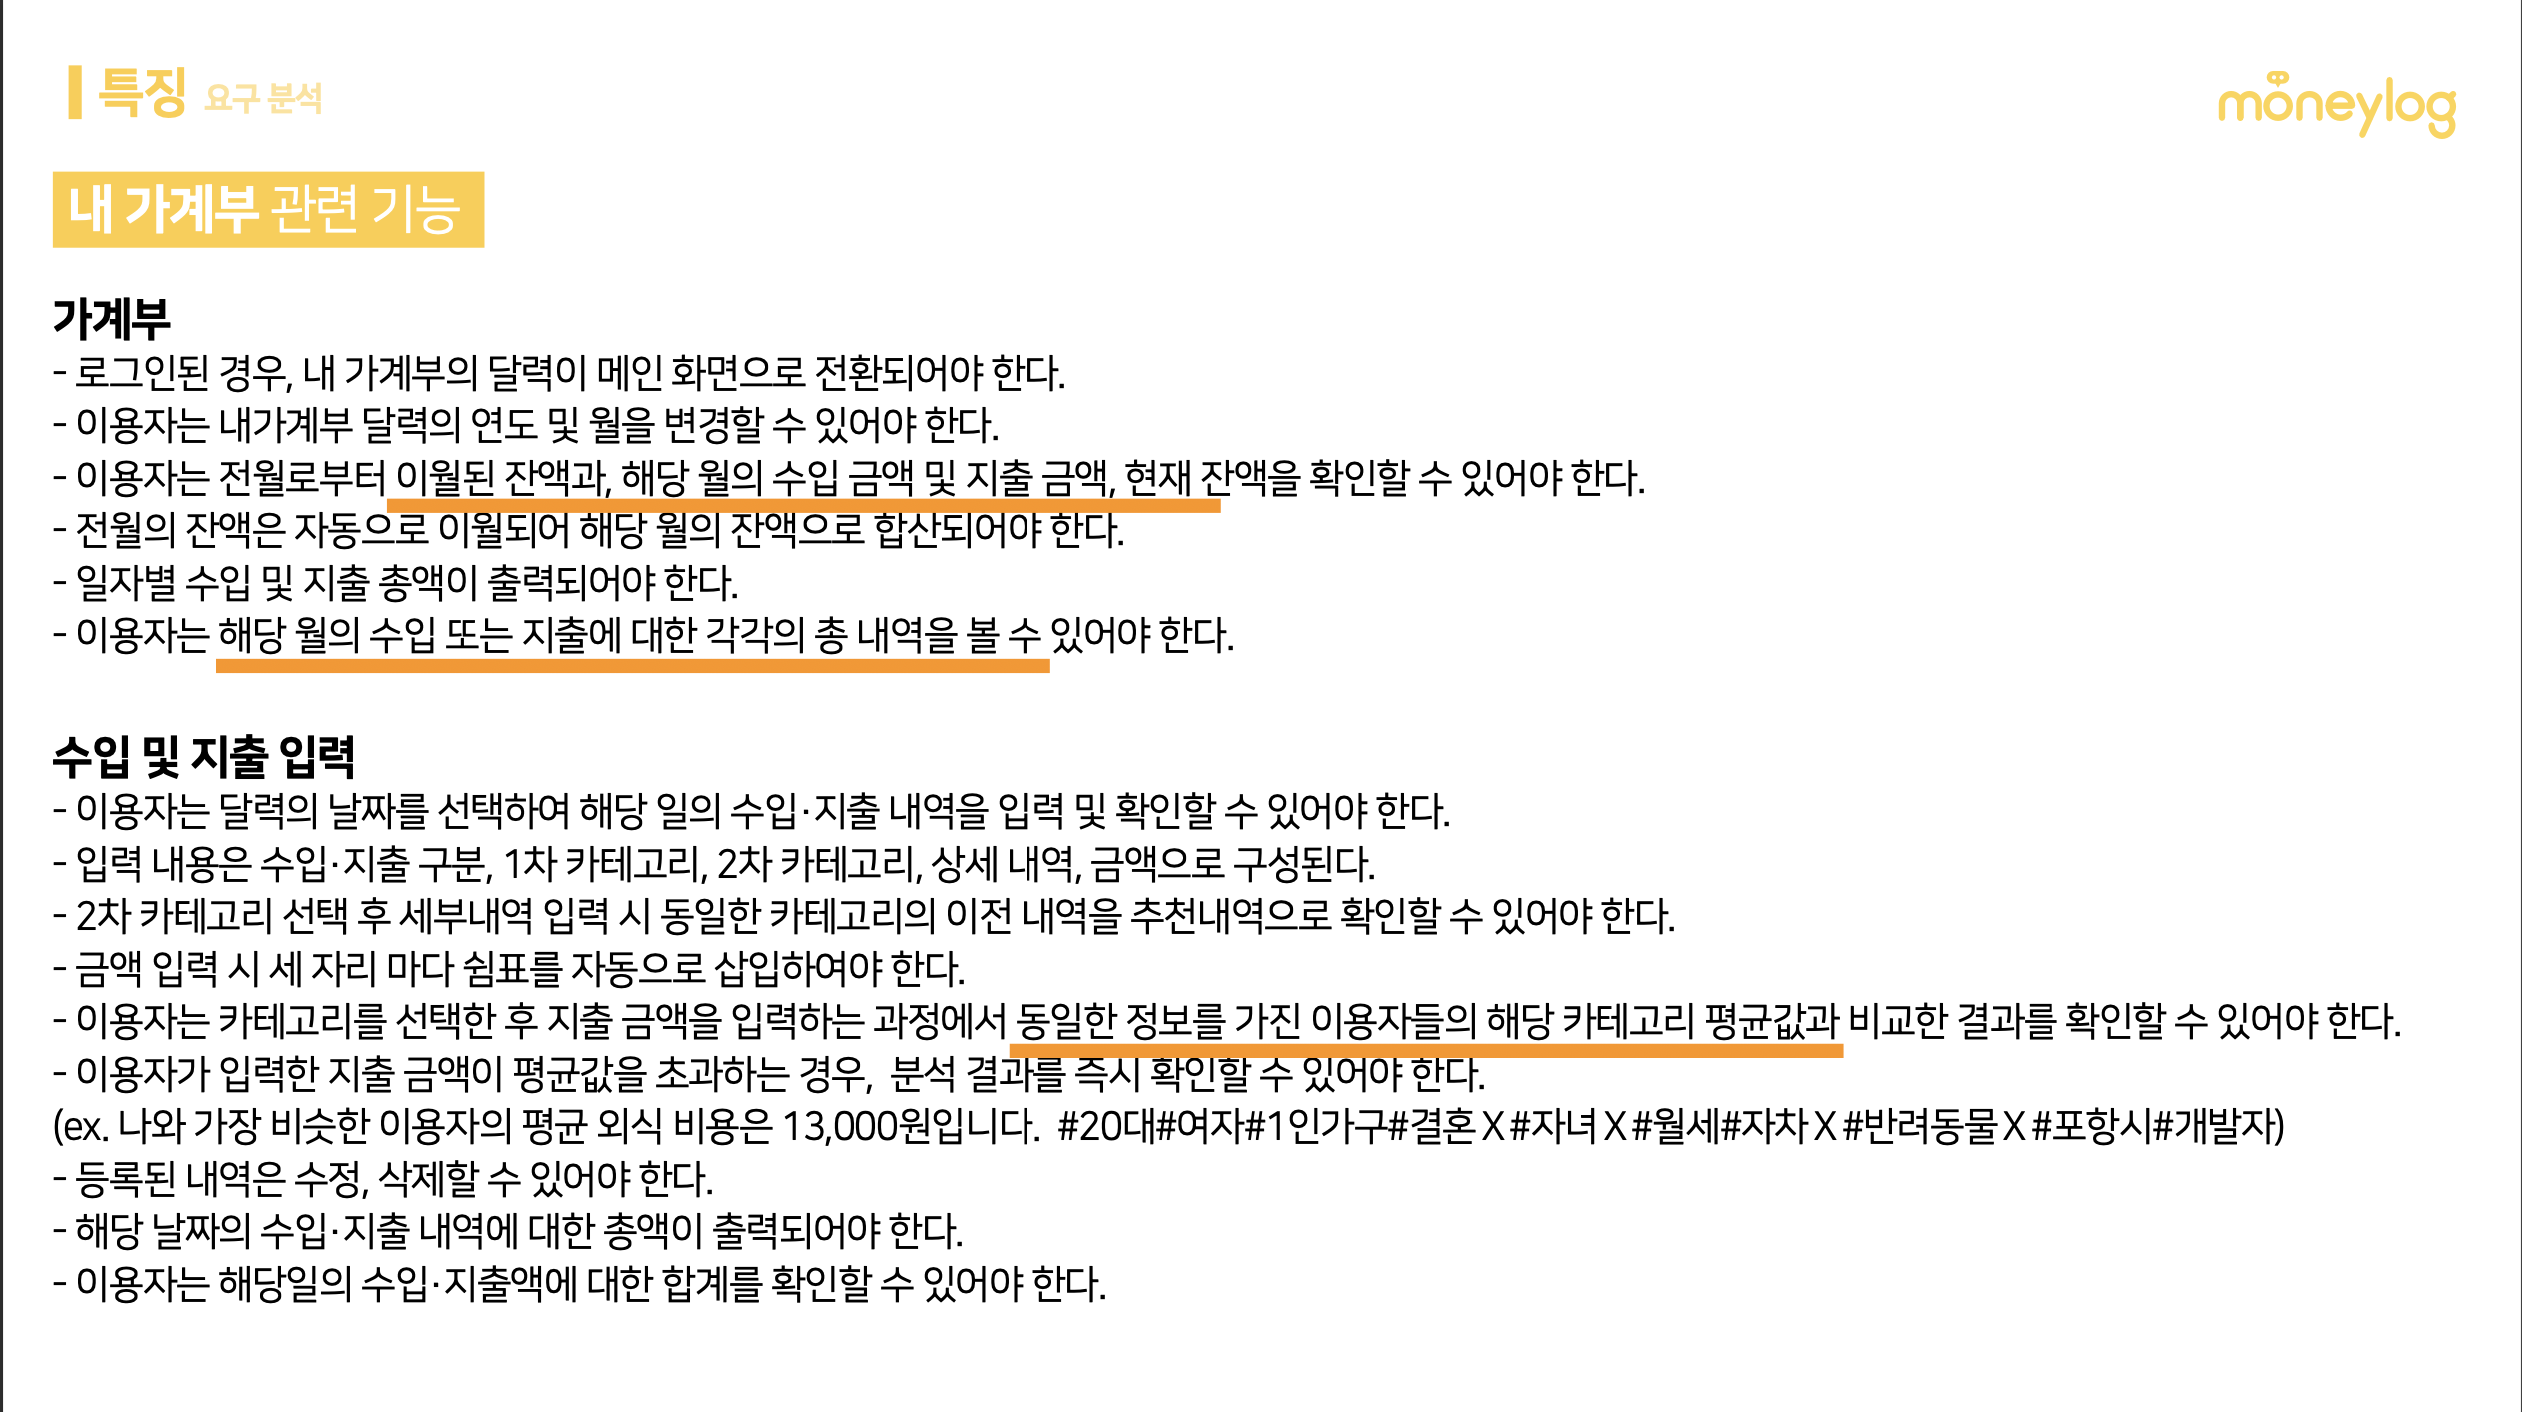 특징 요구 분석
moneylog
내 가계부 관련 기능
가계부
- 로그인된 경우, 내 가계부의 달력이 메인 화면으로 전환되어야 한다.
- 이용자는 내가계부 달력의 연도 및 월을 변경할 수 있어야 한다.
- 이용자는 전월로부터 이월된 잔액과, 해당 월의 수입 금액 및 지출 금액, 현재 잔액을 확인할 수 있어야 한다.
- 전월의 잔액은 자동으로 이월되어 해당 월의 잔액으로 합산되어야 한다.
- 일자별 수입 및 지출 총액이 출력되어야 한다.
- 이용자는 해당 월의 수입 또는 지출에 대한 각각의 총 내역을 볼 수 있어야 한다.
수입 및 지출 입력
- 이용자는 달력의 날짜를 선택하여 해당 일의 수입·지출 내역을 입력 및 확인할 수 있어야 한다.
- 입력 내용은 수입·지출 구분, 1차 카테고리, 2차 카테고리, 상세 내역, 금액으로 구성된다.
- 2차 카테고리 선택 후 세부내역 입력 시 동일한 카테고리의 이전 내역을 추천내역으로 확인할 수 있어야 한다.
- 금액 입력 시 세 자리 마다 쉼표를 자동으로 삽입하여야 한다.
- 이용자는 카테고리를 선택한 후 지출 금액을 입력하는 과정에서 동일한 정보를 가진 이용자들의 해당 카테고리 평균값과 비교한 결과를 확인할 수 있어야 한다.
- 이용자가 입력한 지출 금액이 평균값을 초과하는 경우, 분석 결과를 즉시 확인할 수 있어야 한다.
(ex. 나와 가장 비슷한 이용자의 평균 외식 비용은 13,000원입니다. #20대#여자#1인가구#결혼X#자녀X#월세#자차X#반려동물X#포항시#개발자)
- 등록된 내역은 수정, 삭제할 수 있어야 한다.
- 해당 날짜의 수입·지출 내역에 대한 총액이 출력되어야 한다.
- 이용자는 해당일의 수입·지출액에 대한 합계를 확인할 수 있어야 한다.